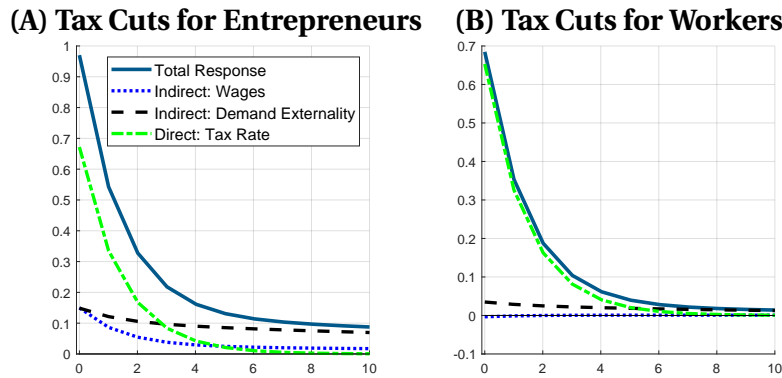 (A) Tax Cuts for Entrepreneurs
1
0.9
0.8
0.7
0.6
0.5
0.4
0.3
0.2
0.1
0
0 2 4 6 8 10
Total Response
Indirect: Wages
Indirect: Demand Externality
Direct: Tax Rate
(B) Tax Cuts for Workers
0.7
0.6
0.5
0.4
0.3
0.2
0.1
0
-0.1
0 2 4 6 8 10